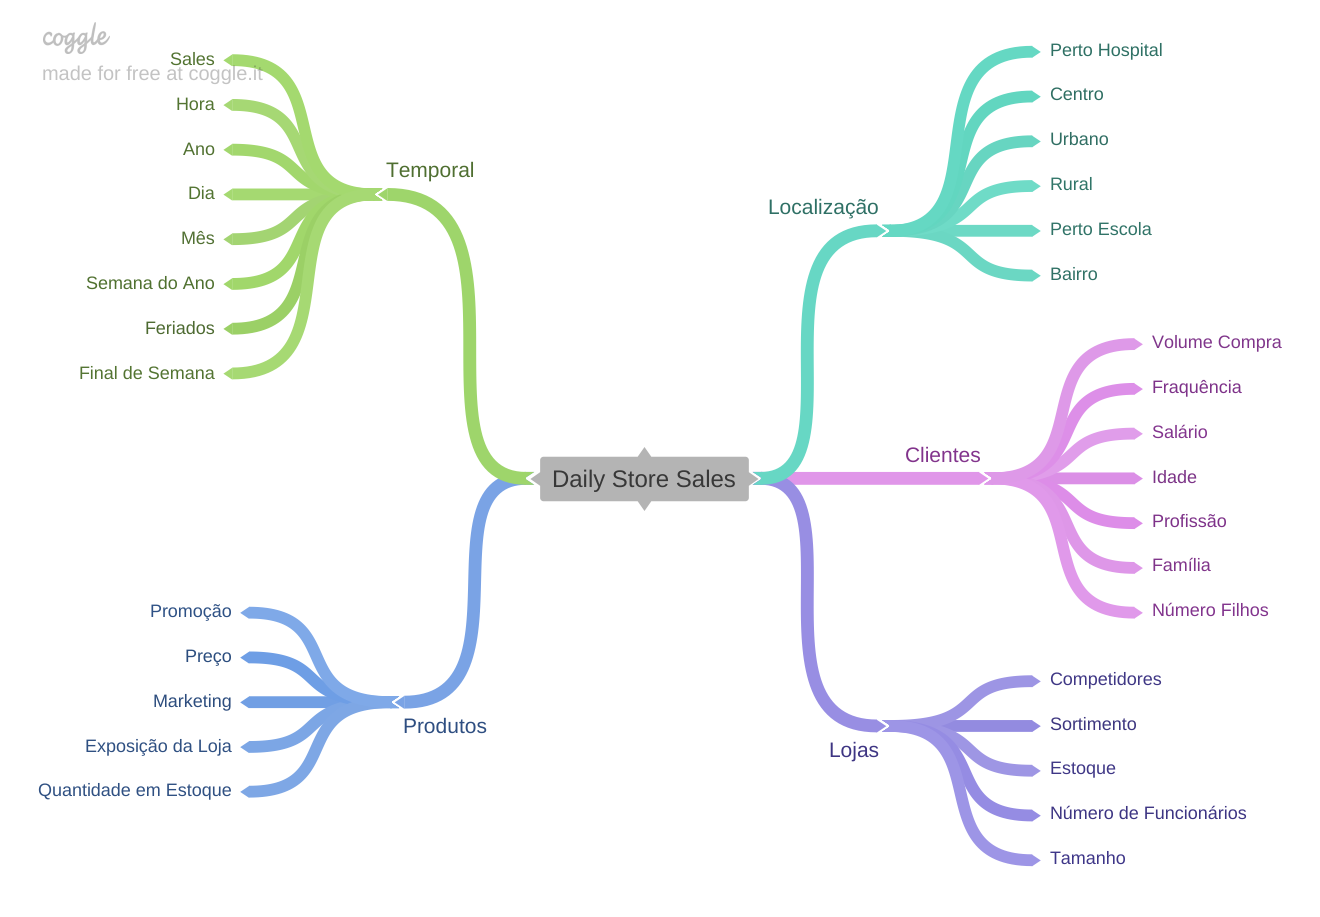 coggle
made for free at coggle.it
Sales
Hora
Ano
Dia
Mês
Semana do Ano
Feriados
Final de Semana
Temporal
Promoção
Preço
Marketing
Exposição da Loja
Quantidade em Estoque
Produtos
Daily Store Sales
Localização
Perto Hospital
Centro
Urbano
Rural
Perto Escola
Bairro
Clientes
Volume Compra
Fraquência
Salário
Idade
Profissão
Família
Número Filhos
Lojas
Competidores
Sortimento
Estoque
Número de Funcionários
Tamanho